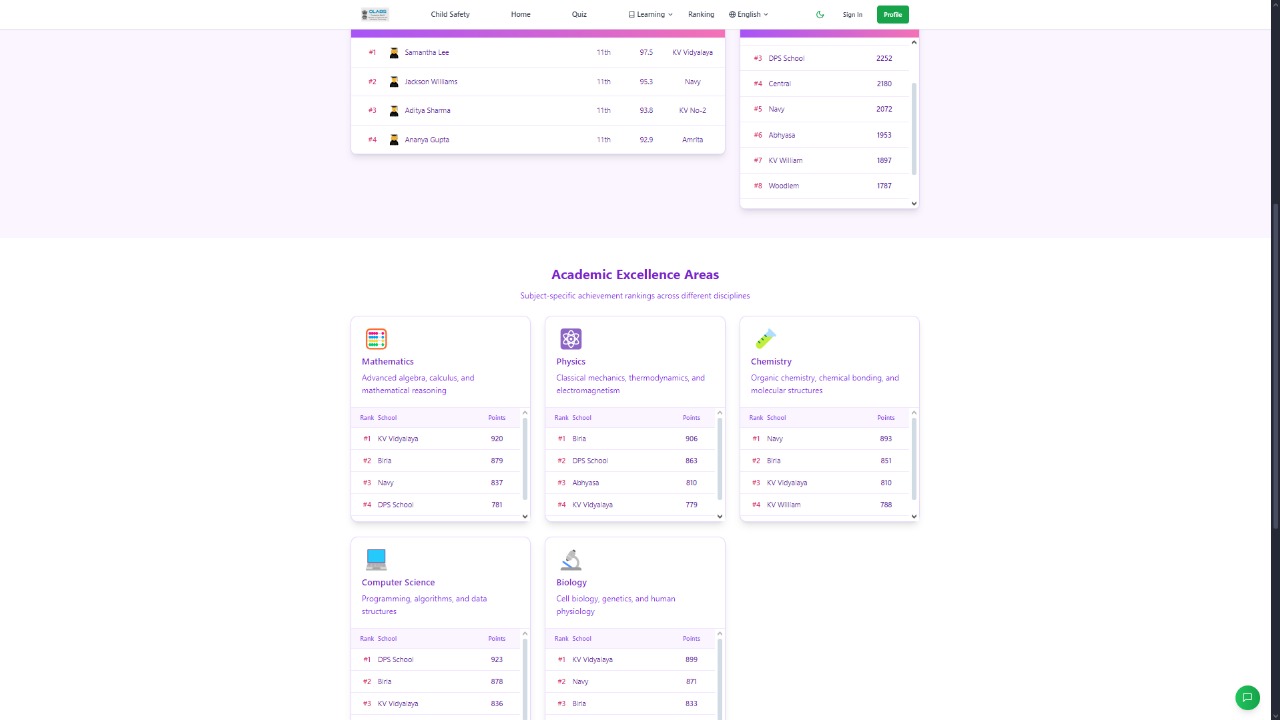 OLABS
Child Safety
Home
Quiz
Learning
Ranking
English
Sign In
Profile
#1 Samantha Lee 11th 97.5 KV Vidyalaya
#2 Jackson Williams 11th 95.3 Navy
#3 Aditya Sharma 11th 93.8 KV No-2
#4 Ananya Gupta 11th 92.9 Amrita
#3 DPS School 2252
#4 Central 2180
#5 Navy 2072
#6 Abhyasa 1953
#7 KV William 1897
#8 Woodlem 1787
Academic Excellence Areas
Subject-specific achievement rankings across different disciplines
Mathematics
Advanced algebra, calculus, and
mathematical reasoning
Rank School Points
#1 KV Vidyalaya 920
#2 Birla 879
#3 Navy 837
#4 DPS School 781
Physics
Classical mechanics, thermodynamics, and
electromagnetism
Rank School Points
#1 Birla 906
#2 DPS School 863
#3 Abhyasa 810
#4 KV Vidyalaya 779
Chemistry
Organic chemistry, chemical bonding, and
molecular structures
Rank School Points
#1 Navy 893
#2 Birla 851
#3 KV Vidyalaya 810
#4 KV William 788
Computer Science
Programming, algorithms, and data
structures
Rank School Points
#1 DPS School 923
#2 Birla 878
#3 KV Vidyalaya 836
Biology
Cell biology, genetics, and human
physiology
Rank School Points
#1 KV Vidyalaya 899
#2 Navy 871
#3 Birla 833